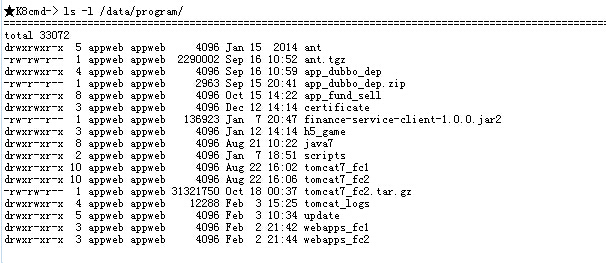 ★K8cmd-> ls -l /data/program/
total 33072
drwxrwxr-x 5 appweb appweb 4096 Jan 15 2014 ant
-rw-rw-r-- 1 appweb appweb 2290002 Sep 16 10:52 ant.tgz
drwxrwxr-x 4 appweb appweb 4096 Sep 16 10:59 app_dubbo_dep
-rw-rw-r-- 1 appweb appweb 2963 Sep 15 20:41 app_dubbo_dep.zip
drwxrwxr-x 8 appweb appweb 4096 Oct 15 14:22 app_fund_sell
drwxr-xr-x 3 appweb appweb 4096 Dec 12 14:14 certificate
-rw-r--r-- 1 appweb appweb 136923 Jan 7 20:47 finance-service-client-1.0.0.jar2
drwxrwxr-x 3 appweb appweb 4096 Jan 12 14:14 h5_game
drwxr-xr-x 8 appweb appweb 4096 Aug 21 10:22 java7
drwxr-xr-x 2 appweb appweb 4096 Jan 7 18:51 scripts
drwxrwxr-x 10 appweb appweb 4096 Aug 22 16:02 tomcat7_fc1
drwxr-xr-x 10 appweb appweb 4096 Aug 22 16:06 tomcat7_fc2
-rw-rw-r-- 1 appweb appweb 31321750 Oct 18 00:37 tomcat7_fc2.tar.gz
drwxrwxr-x 4 appweb appweb 12288 Feb 3 15:25 tomcat_logs
drwxrwxr-x 5 appweb appweb 4096 Feb 3 10:34 update
drwxr-xr-x 3 appweb appweb 4096 Feb 2 21:42 webapps_fc1
drwxrwxr-x 3 appweb appweb 4096 Feb 2 21:44 webapps_fc2